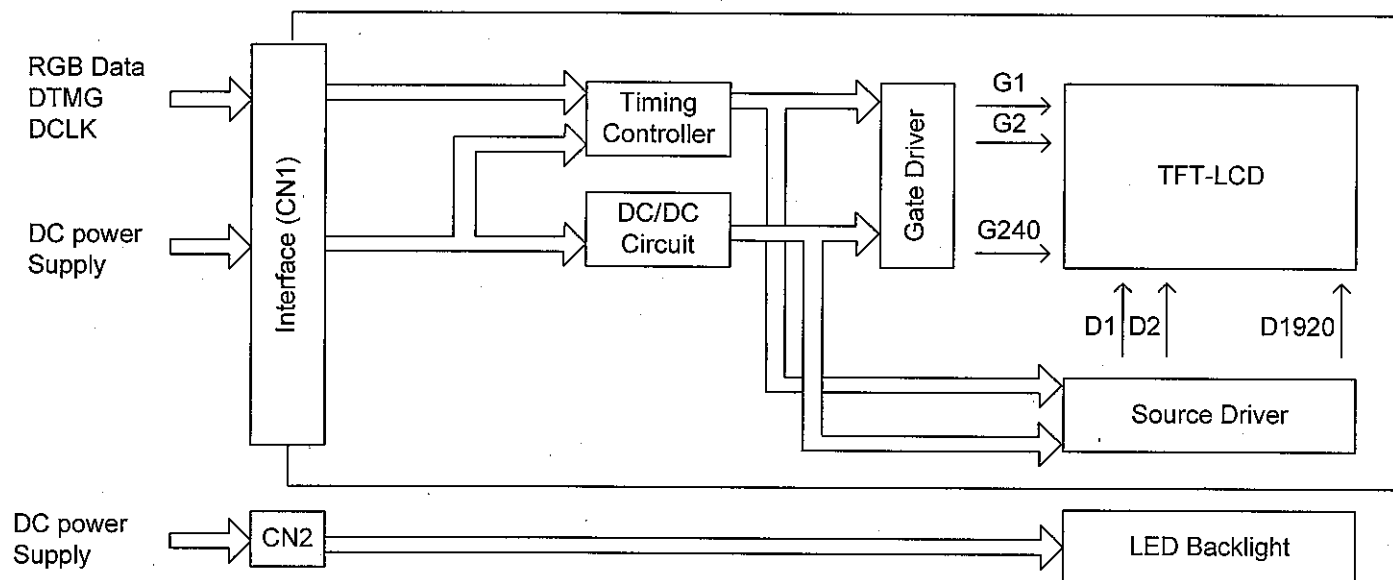 RGB Data
DTMG
DCLK
DC power
Supply
Interface (CN1)
Timing
Controller
DC/DC
Circuit
Gate Driver
G1
G2
G240
TFT-LCD
D1
D2
D1920
Source Driver
DC power
Supply
CN2
LED Backlight